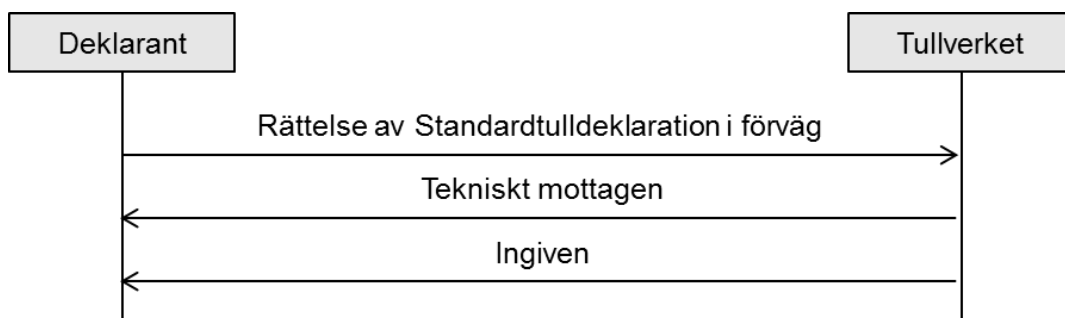 Deklarant
Tullverket
Rättelse av Standardtulldeklaration i förväg
Tekniskt mottagen
Ingiven